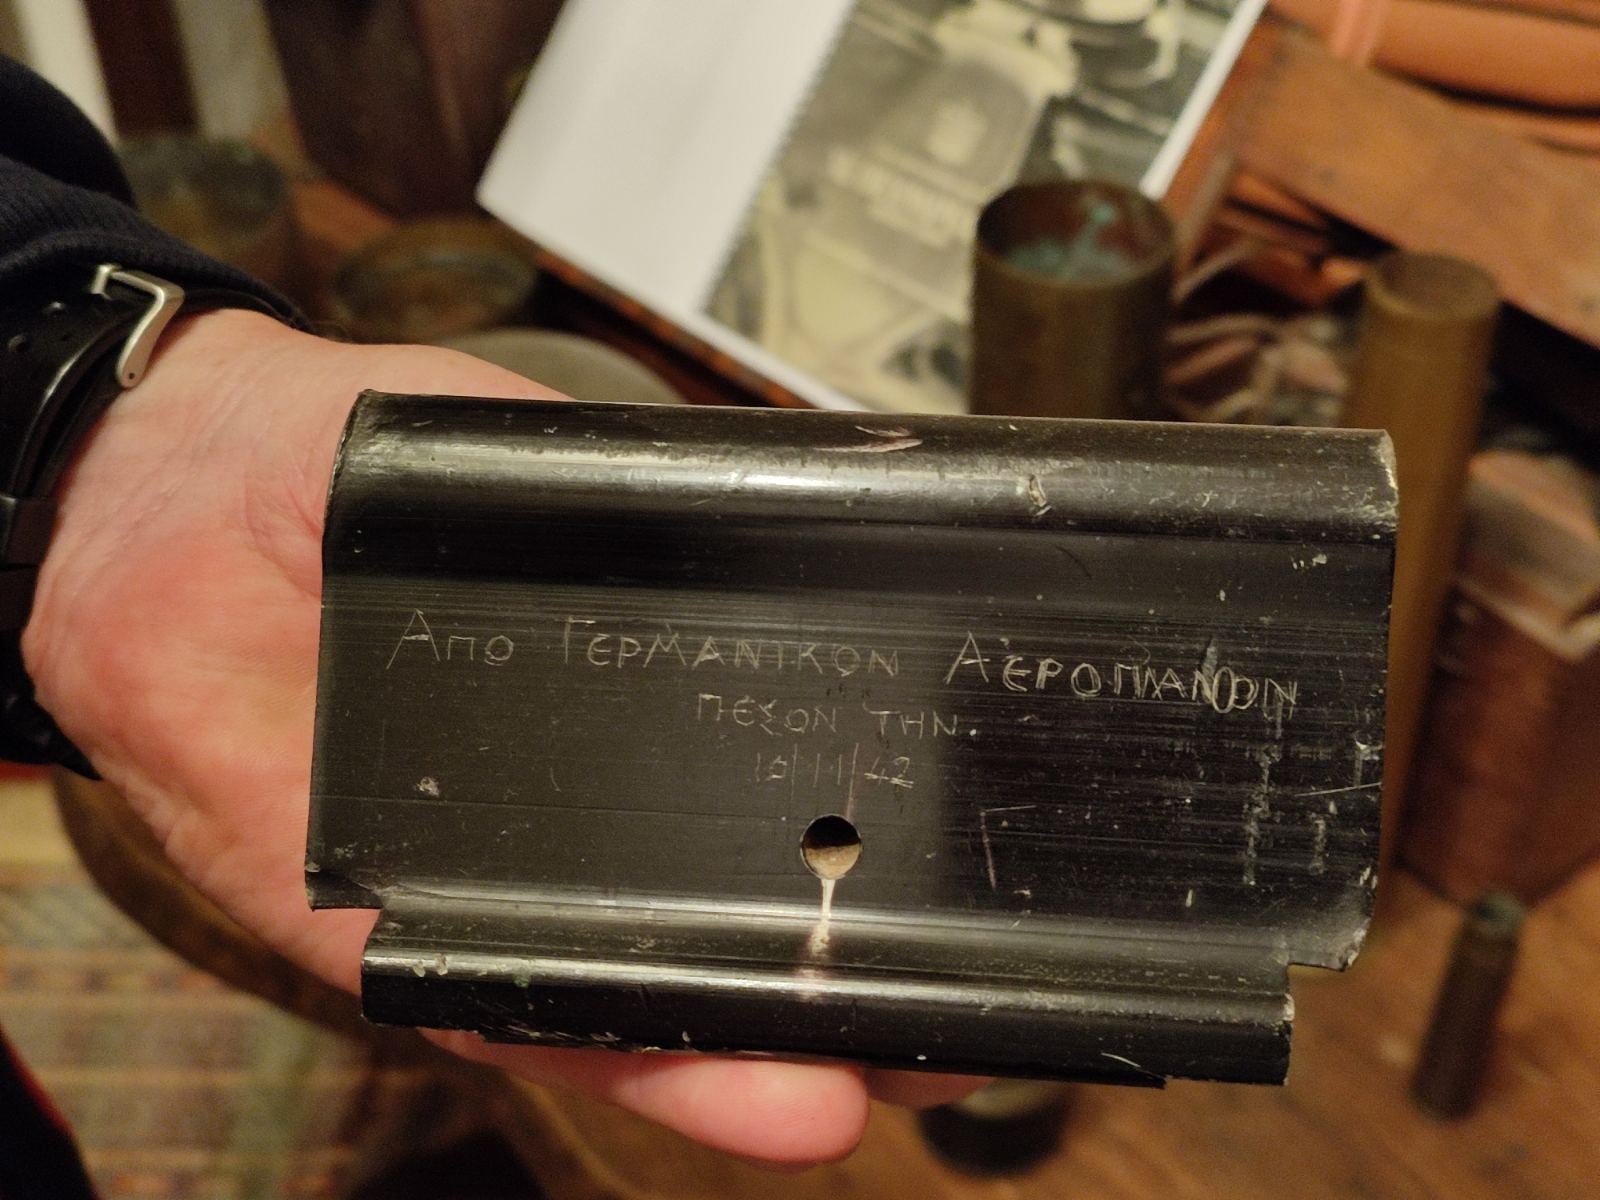 Απο Γερμανικον Αεροπλανον
πεσον την
10/11/42